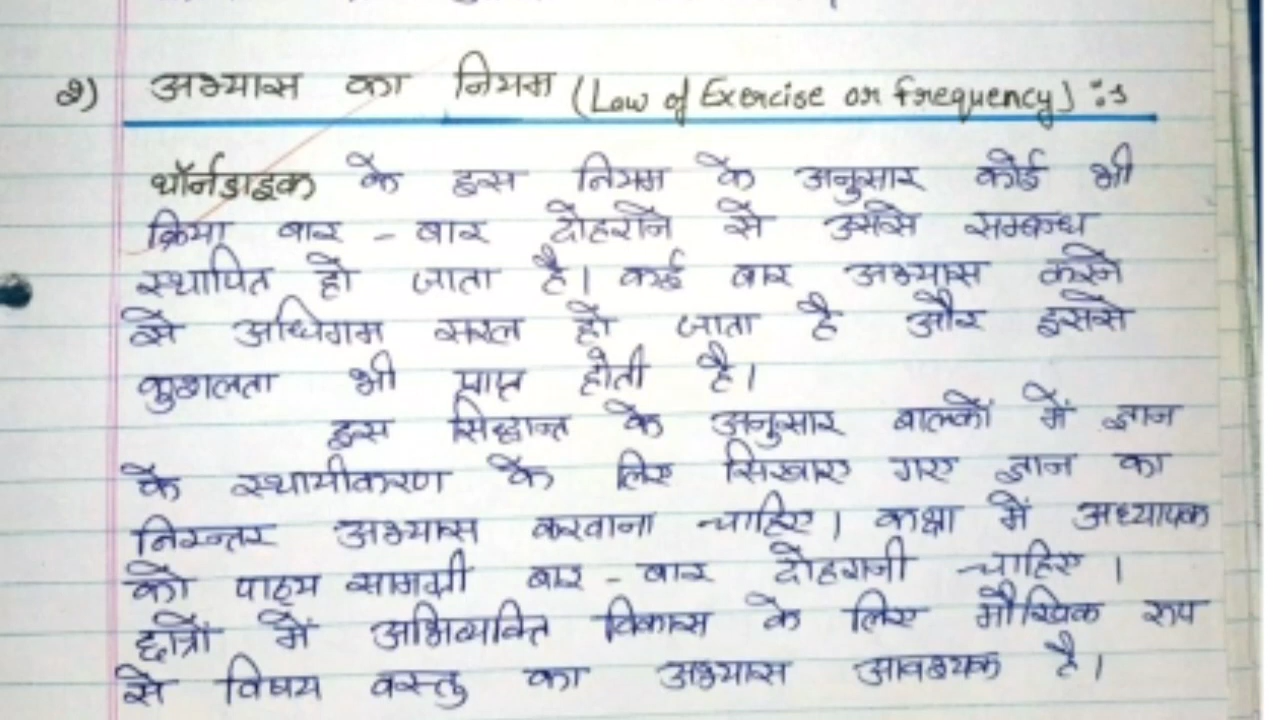 2) अभ्यास का नियम (Law of Exercise or frequency) :-
थॉर्नडाइक के इस नियम के अनुसार कोई भी
क्रिया बार - बार दोहराने से उससे सम्बन्ध
स्थापित हो जाता है। कई बार अभ्यास करने
से अधिगम सरल हो जाता है और इससे
कुशलता भी प्राप्त होती है।
इस सिद्धान्त के अनुसार बालकों में ज्ञान
के स्थायीकरण के लिए सिखाए गए ज्ञान का
निरन्तर अभ्यास करवाना चाहिए। कक्षा में अध्यापक
को पाठ्य सामग्री बार - बार दोहरानी चाहिए।
छात्रों में अभिव्यक्ति विकास के लिए मौखिक रूप
से विषय वस्तु का अभ्यास आवश्यक है।